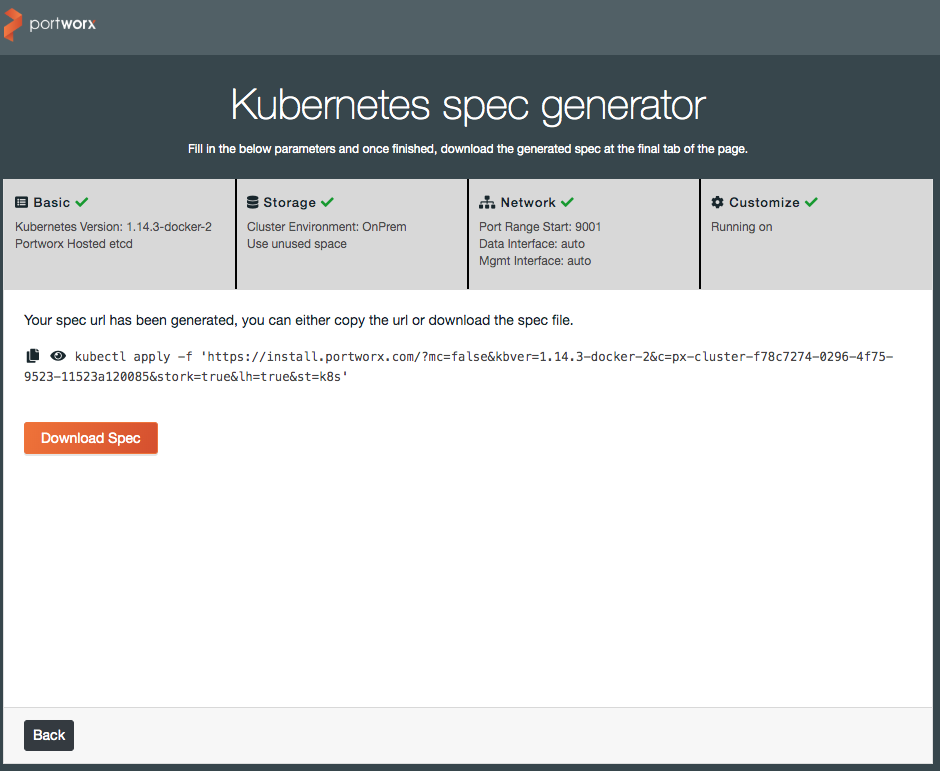 portworx
Kubernetes spec generator
Fill in the below parameters and once finished, download the generated spec at the final tab of the page.
Basic
Kubernetes Version: 1.14.3-docker-2
Portworx Hosted etcd
Storage
Cluster Environment: OnPrem
Use unused space
Network
Port Range Start: 9001
Data Interface: auto
Mgmt Interface: auto
Customize
Running on
Your spec url has been generated, you can either copy the url or download the spec file.
kubectl apply -f 'https://install.portworx.com/?mc=false&kbver=1.14.3-docker-2&c=px-cluster-f78c7274-0296-4f75-
9523-11523a120085&stork=true&lh=true&st=k8s'
Download Spec
Back